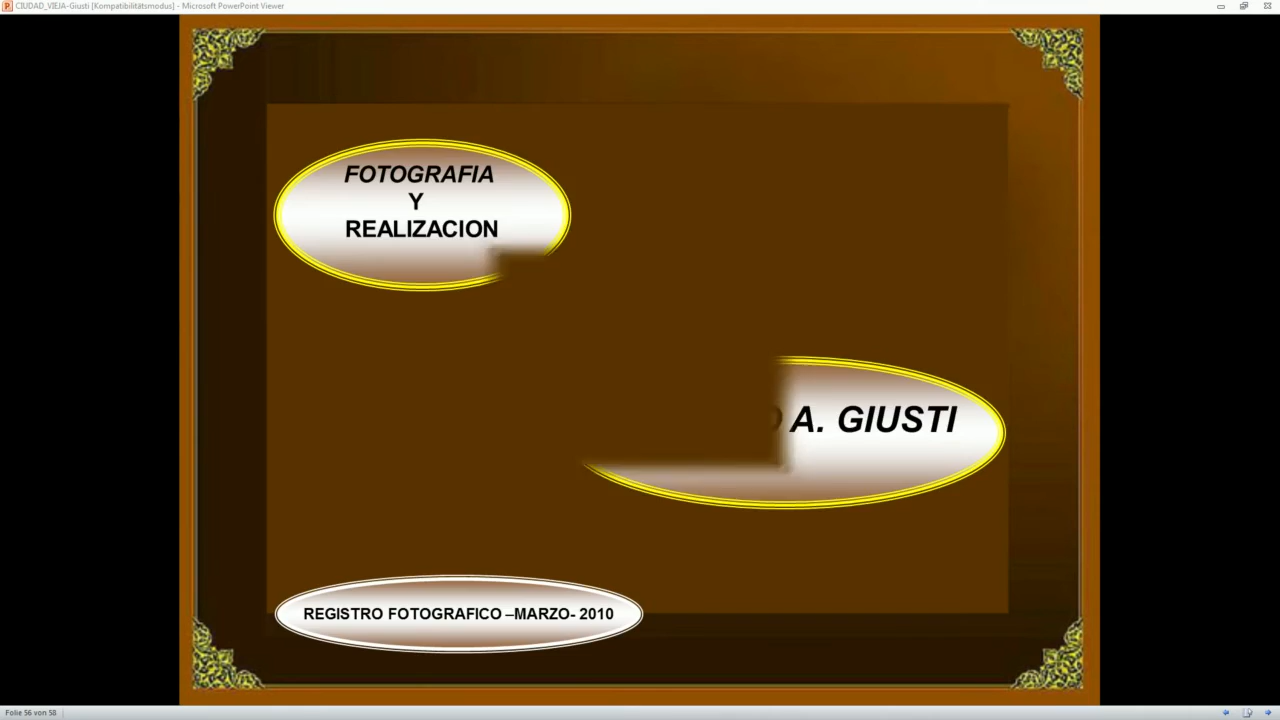 CIUDAD_VIEJA-Giusti [Kompatibilitätsmodus] - Microsoft PowerPoint Viewer
FOTOGRAFIA
Y
REALIZACION
A. GIUSTI
REGISTRO FOTOGRAFICO –MARZO- 2010
Folie 56 von 58